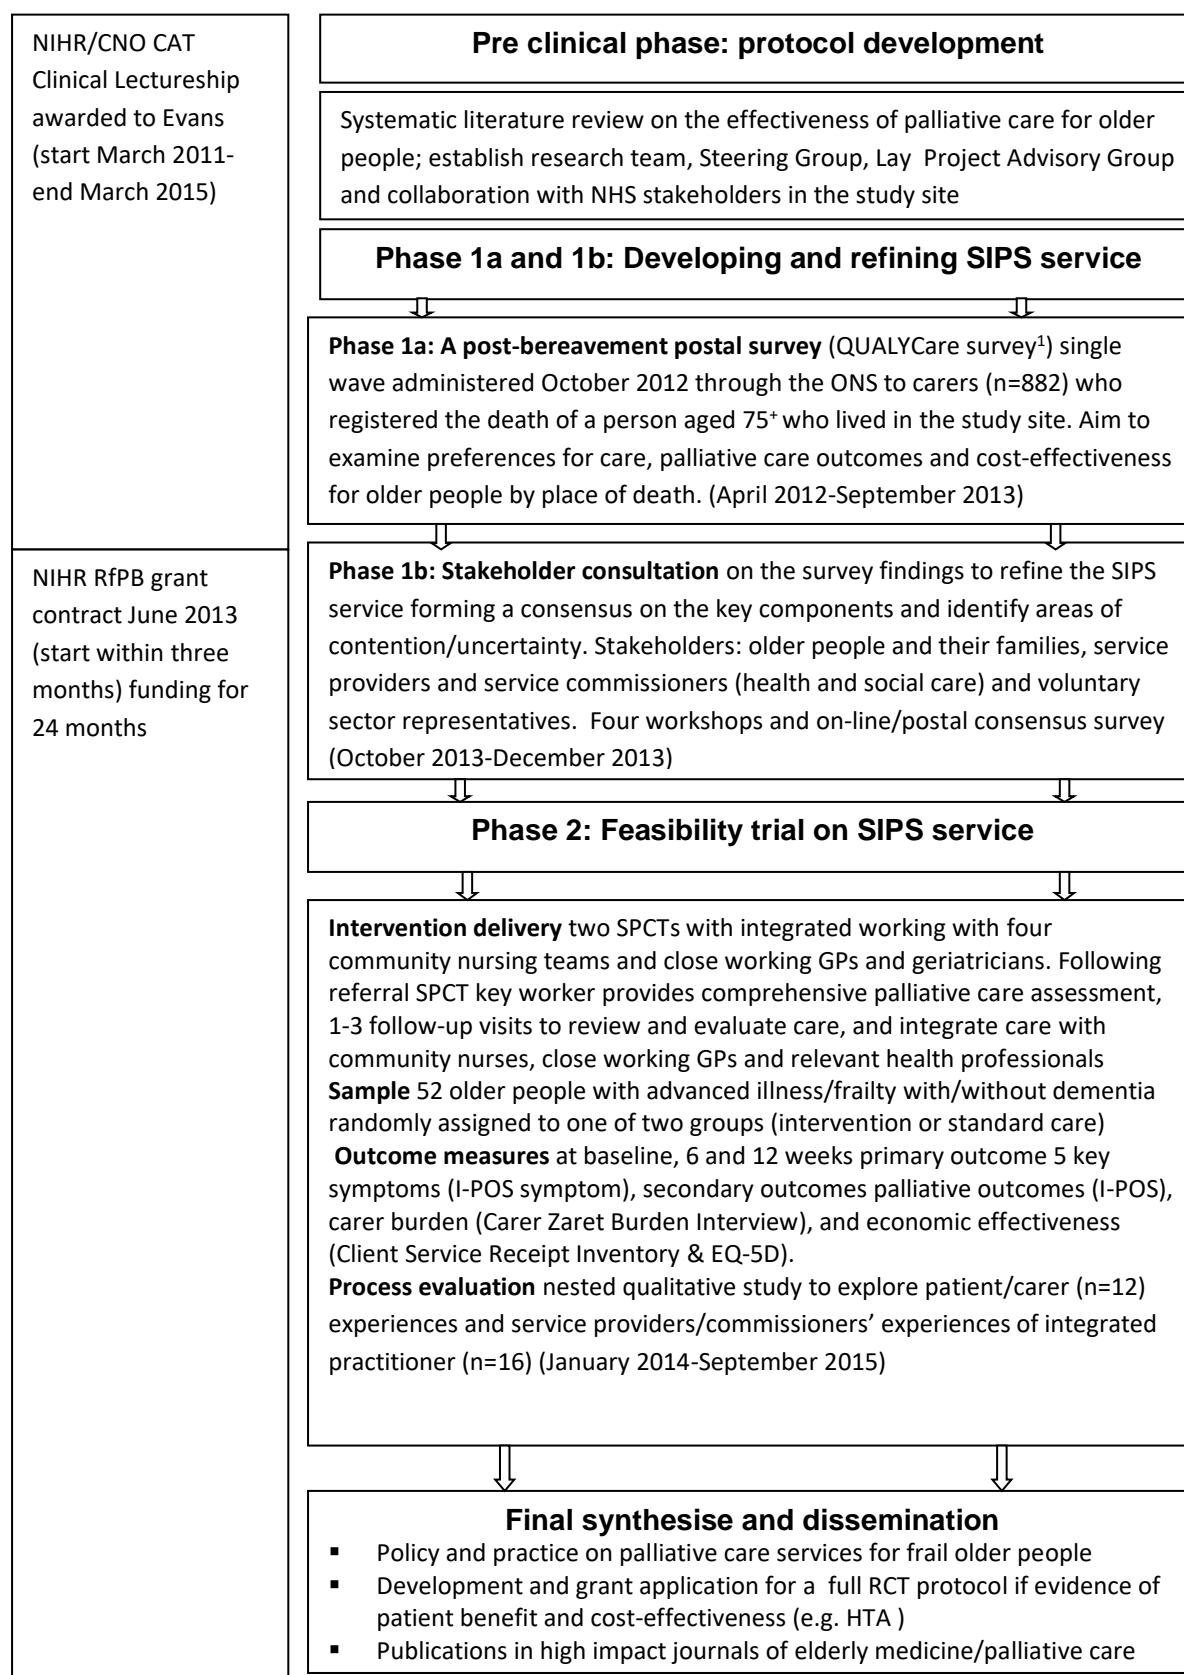 NIHR/CNO CAT
Clinical Lectureship
awarded to Evans
(start March 2011-
end March 2015)
NIHR RfPB grant
contract June 2013
(start within three
months) funding for
24 months
Pre clinical phase: protocol development
Systematic literature review on the effectiveness of palliative care for older
people; establish research team, Steering Group, Lay  Project Advisory Group
and collaboration with NHS stakeholders in the study site
Phase 1a and 1b: Developing and refining SIPS service
Phase 1a: A post-bereavement postal survey (QUALYCare survey¹) single
wave administered October 2012 through the ONS to carers (n=882) who
registered the death of a person aged 75⁺ who lived in the study site. Aim to
examine preferences for care, palliative care outcomes and cost-effectiveness
for older people by place of death. (April 2012-September 2013)
Phase 1b: Stakeholder consultation on the survey findings to refine the SIPS
service forming a consensus on the key components and identify areas of
contention/uncertainty. Stakeholders: older people and their families, service
providers and service commissioners (health and social care) and voluntary
sector representatives.  Four workshops and on-line/postal consensus survey
(October 2013-December 2013)
Phase 2: Feasibility trial on SIPS service
Intervention delivery two SPCTs with integrated working with four
community nursing teams and close working GPs and geriatricians. Following
referral SPCT key worker provides comprehensive palliative care assessment,
1-3 follow-up visits to review and evaluate care, and integrate care with
community nurses, close working GPs and relevant health professionals
Sample 52 older people with advanced illness/frailty with/without dementia
randomly assigned to one of two groups (intervention or standard care)
Outcome measures at baseline, 6 and 12 weeks primary outcome 5 key
symptoms (I-POS symptom), secondary outcomes palliative outcomes (I-POS),
carer burden (Carer Zaret Burden Interview), and economic effectiveness
(Client Service Receipt Inventory & EQ-5D).
Process evaluation nested qualitative study to explore patient/carer (n=12)
experiences and service providers/commissioners’ experiences of integrated
practitioner (n=16) (January 2014-September 2015)
Final synthesise and dissemination
▪ Policy and practice on palliative care services for frail older people
▪ Development and grant application for a  full RCT protocol if evidence of
patient benefit and cost-effectiveness (e.g. HTA )
▪ Publications in high impact journals of elderly medicine/palliative care